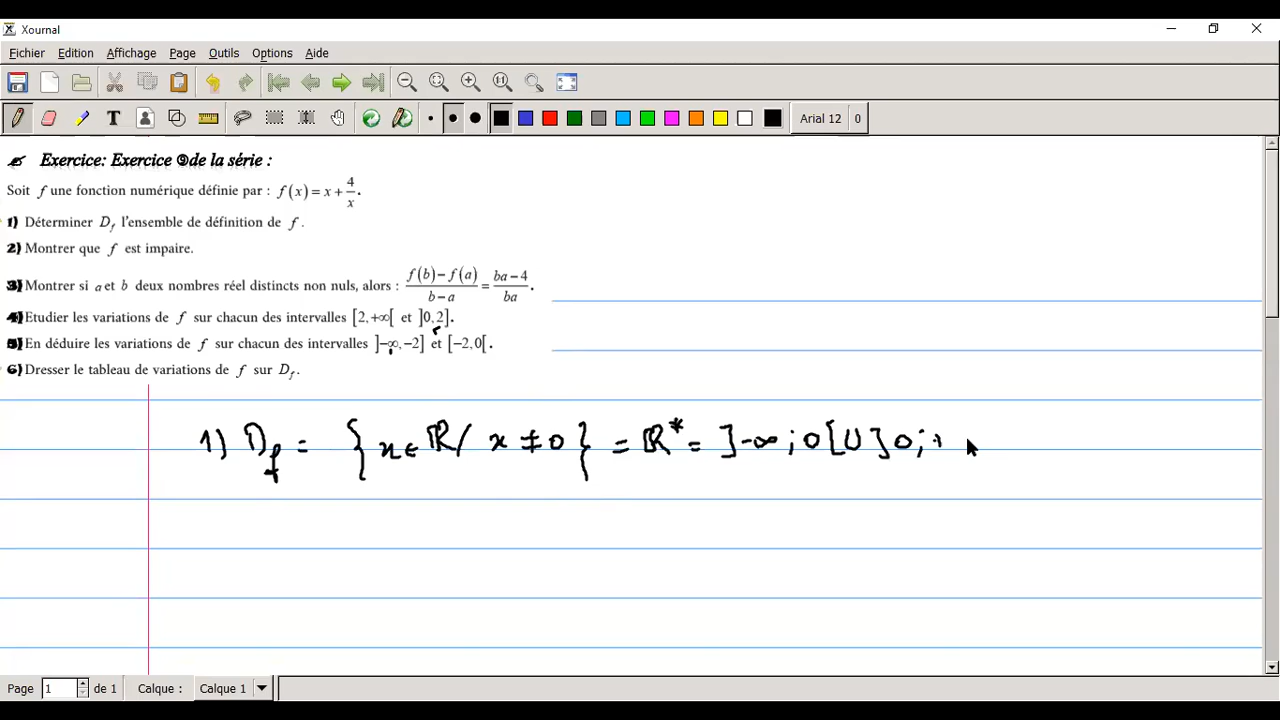 Xournal
Fichier Edition Affichage Page Outils Options Aide
Arial 12 0
Exercice: Exercice ⑨ de la série :
Soit f une fonction numérique définie par : f(x) = x + 4/x.
1) Déterminer D_f l'ensemble de définition de f.
2) Montrer que f est impaire.
3) Montrer si a et b deux nombres réel distincts non nuls, alors : (f(b)−f(a))/(b−a) = (ba−4)/ba.
4) Etudier les variations de f sur chacun des intervalles [2,+∞[ et ]0,2].
5) En déduire les variations de f sur chacun des intervalles ]−∞,−2] et [−2,0[.
6) Dresser le tableau de variations de f sur D_f.
1) D_f = {x∈ℝ/ x ≠ 0} = ℝ* = ]-∞; 0[ U ]0; +
Page 1 de 1 Calque : Calque 1